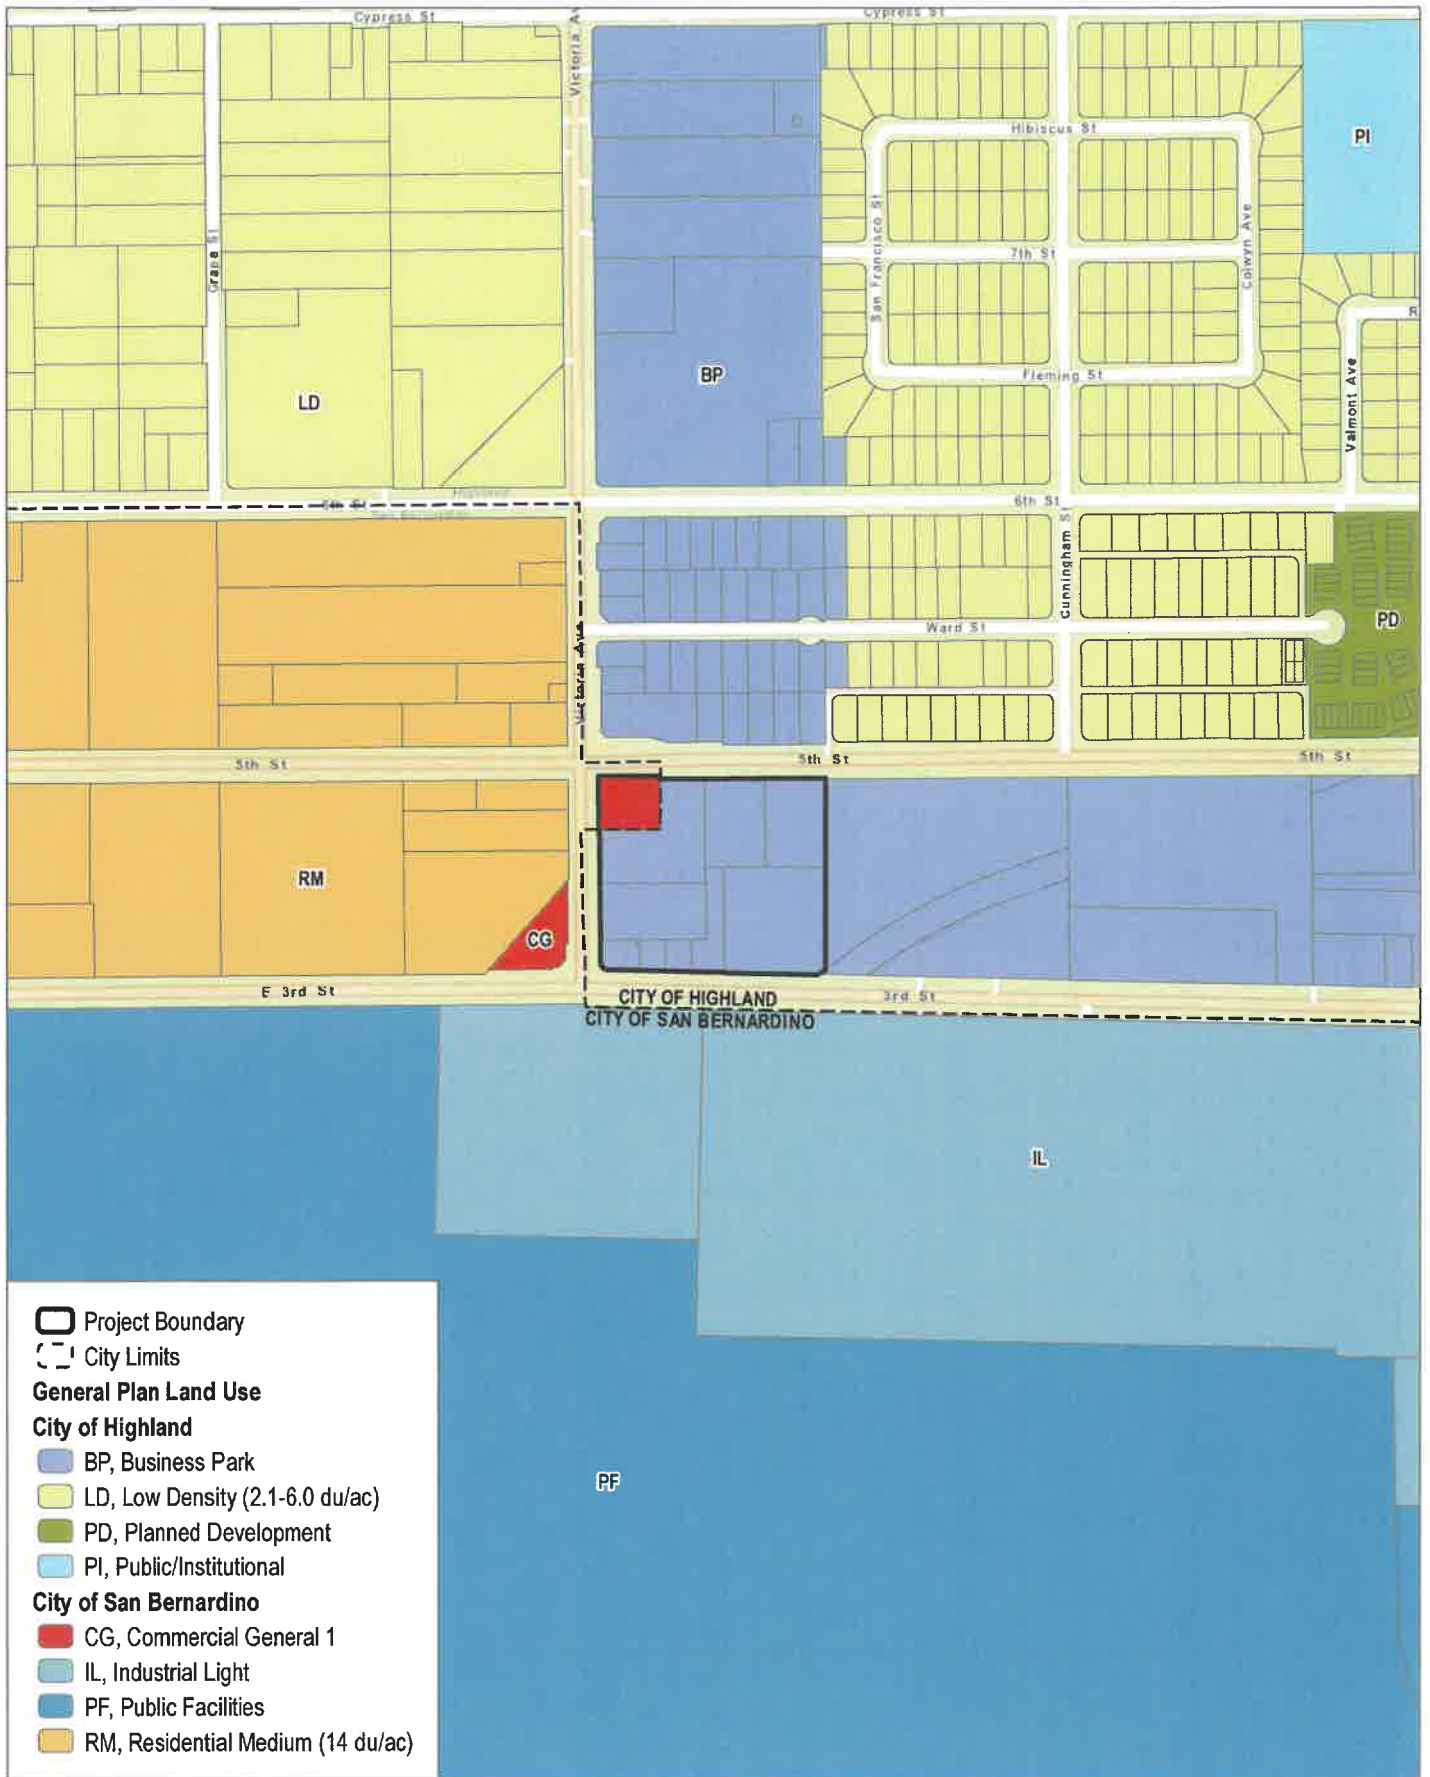 Cypress St
Cypress St
Victoria Av
Hibiscus St
PI
Grape St
San Francisco St
Colwyn Ave
7th St
R
BP
Fleming St
LD
Valmont Ave
6th St
6th St
Cunningham St
PD
Ward St
Victoria Ave
5th St
5th St
5th St
RM
CG
E 3rd St
CITY OF HIGHLAND
3rd St
CITY OF SAN BERNARDINO
IL
PF
Project Boundary
City Limits
General Plan Land Use
City of Highland
BP, Business Park
LD, Low Density (2.1-6.0 du/ac)
PD, Planned Development
PI, Public/Institutional
City of San Bernardino
CG, Commercial General 1
IL, Industrial Light
PF, Public Facilities
RM, Residential Medium (14 du/ac)